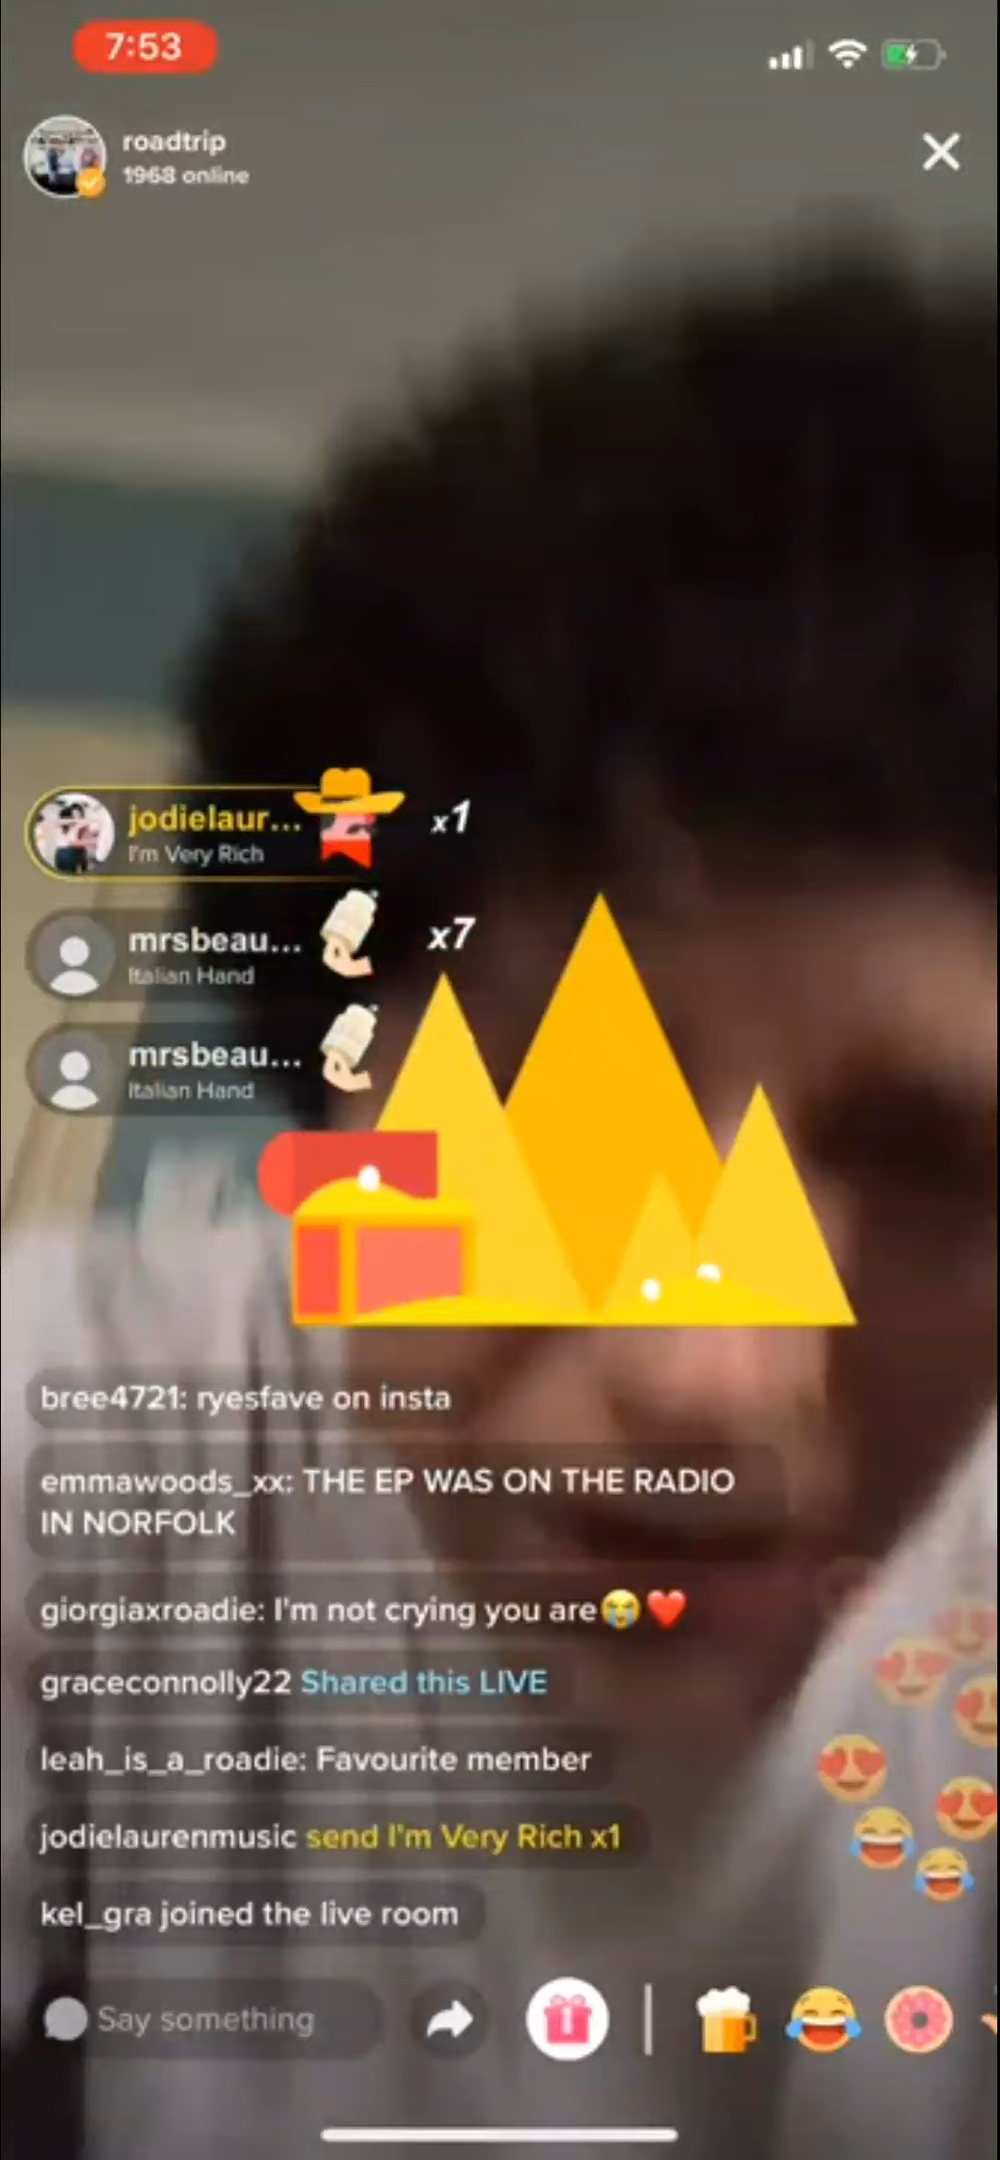 7:53
roadtrip
1968 online
jodielaur...
I'm Very Rich
x1
mrsbeau...
Italian Hand
x7
mrsbeau...
Italian Hand
bree4721: ryesfave on insta
emmawoods_xx: THE EP WAS ON THE RADIO
IN NORFOLK
giorgiaxroadie: I'm not crying you are😭❤️
graceconnolly22 Shared this LIVE
leah_is_a_roadie: Favourite member
jodielaurenmusic send I'm Very Rich x1
kel_gra joined the live room
Say something